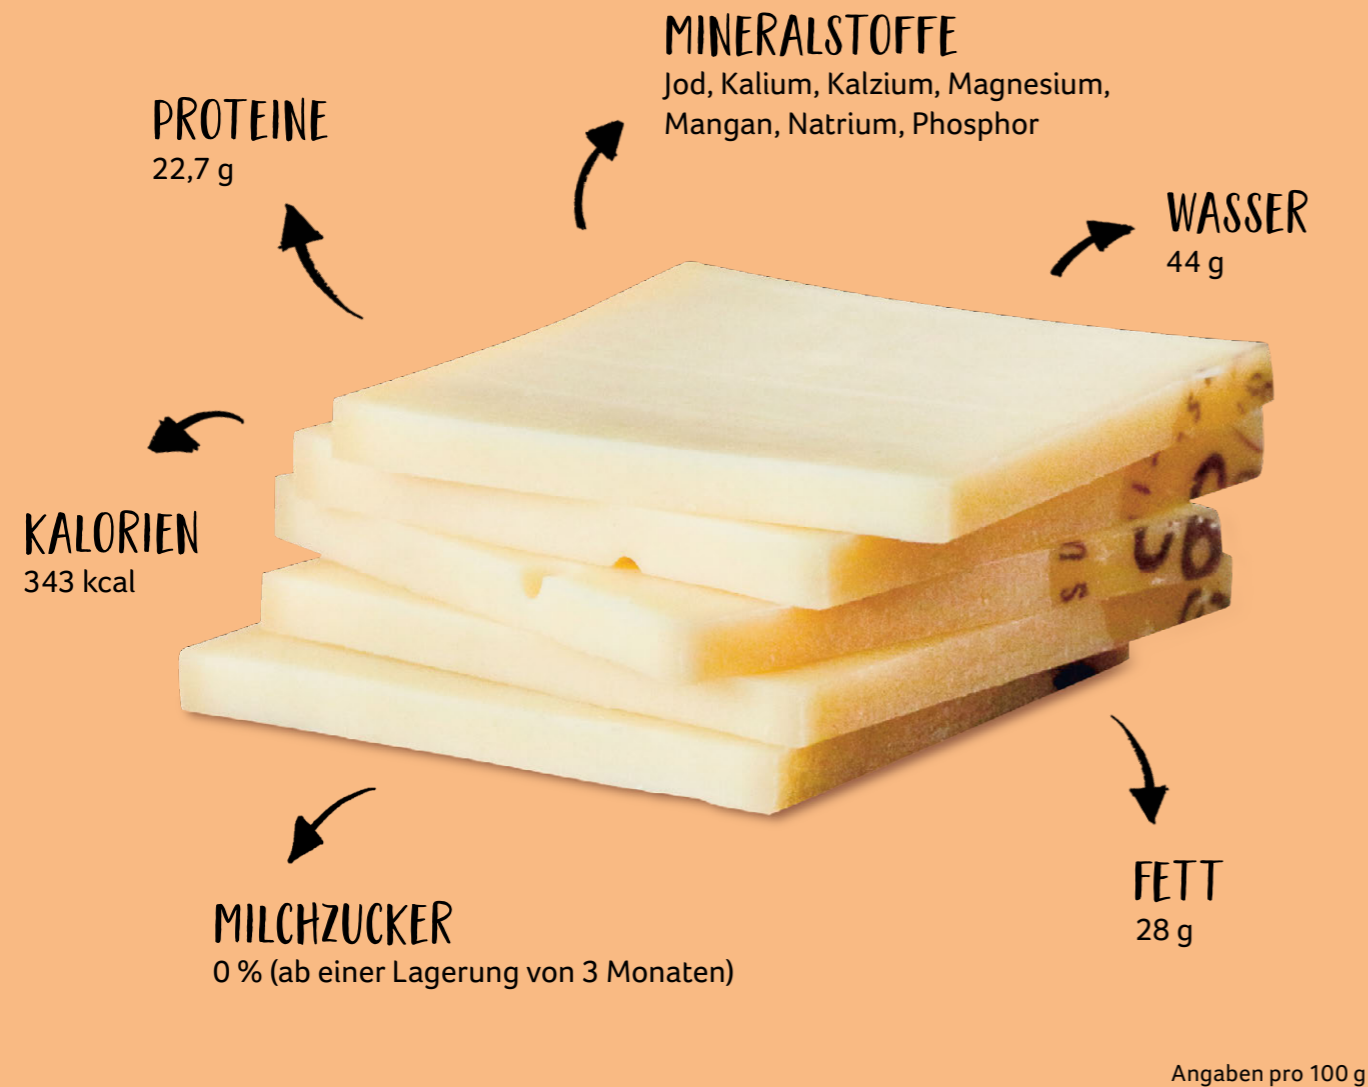 MINERALSTOFFE
Jod, Kalium, Kalzium, Magnesium,
Mangan, Natrium, Phosphor
PROTEINE
22,7 g
WASSER
44 g
KALORIEN
343 kcal
FETT
28 g
MILCHZUCKER
0 % (ab einer Lagerung von 3 Monaten)
Angaben pro 100 g